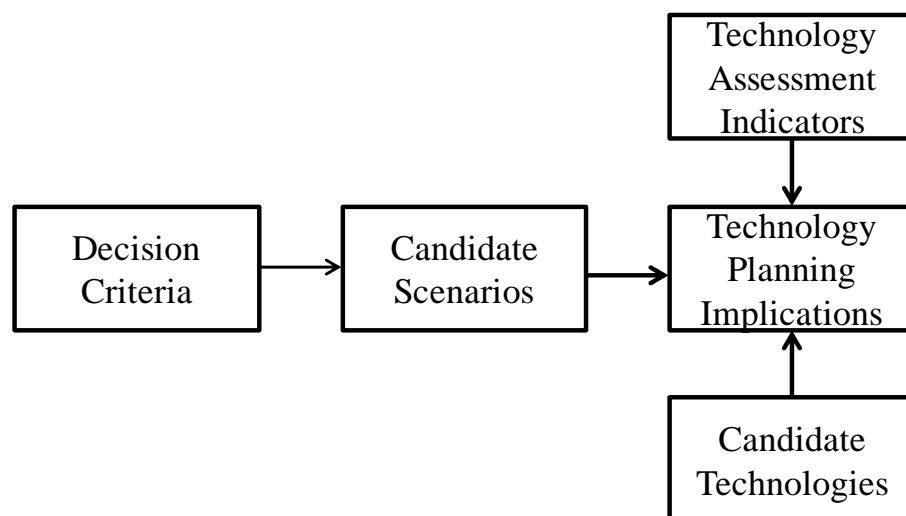 Technology
Assessment
Indicators
Decision
Criteria
Candidate
Scenarios
Technology
Planning
Implications
Candidate
Technologies